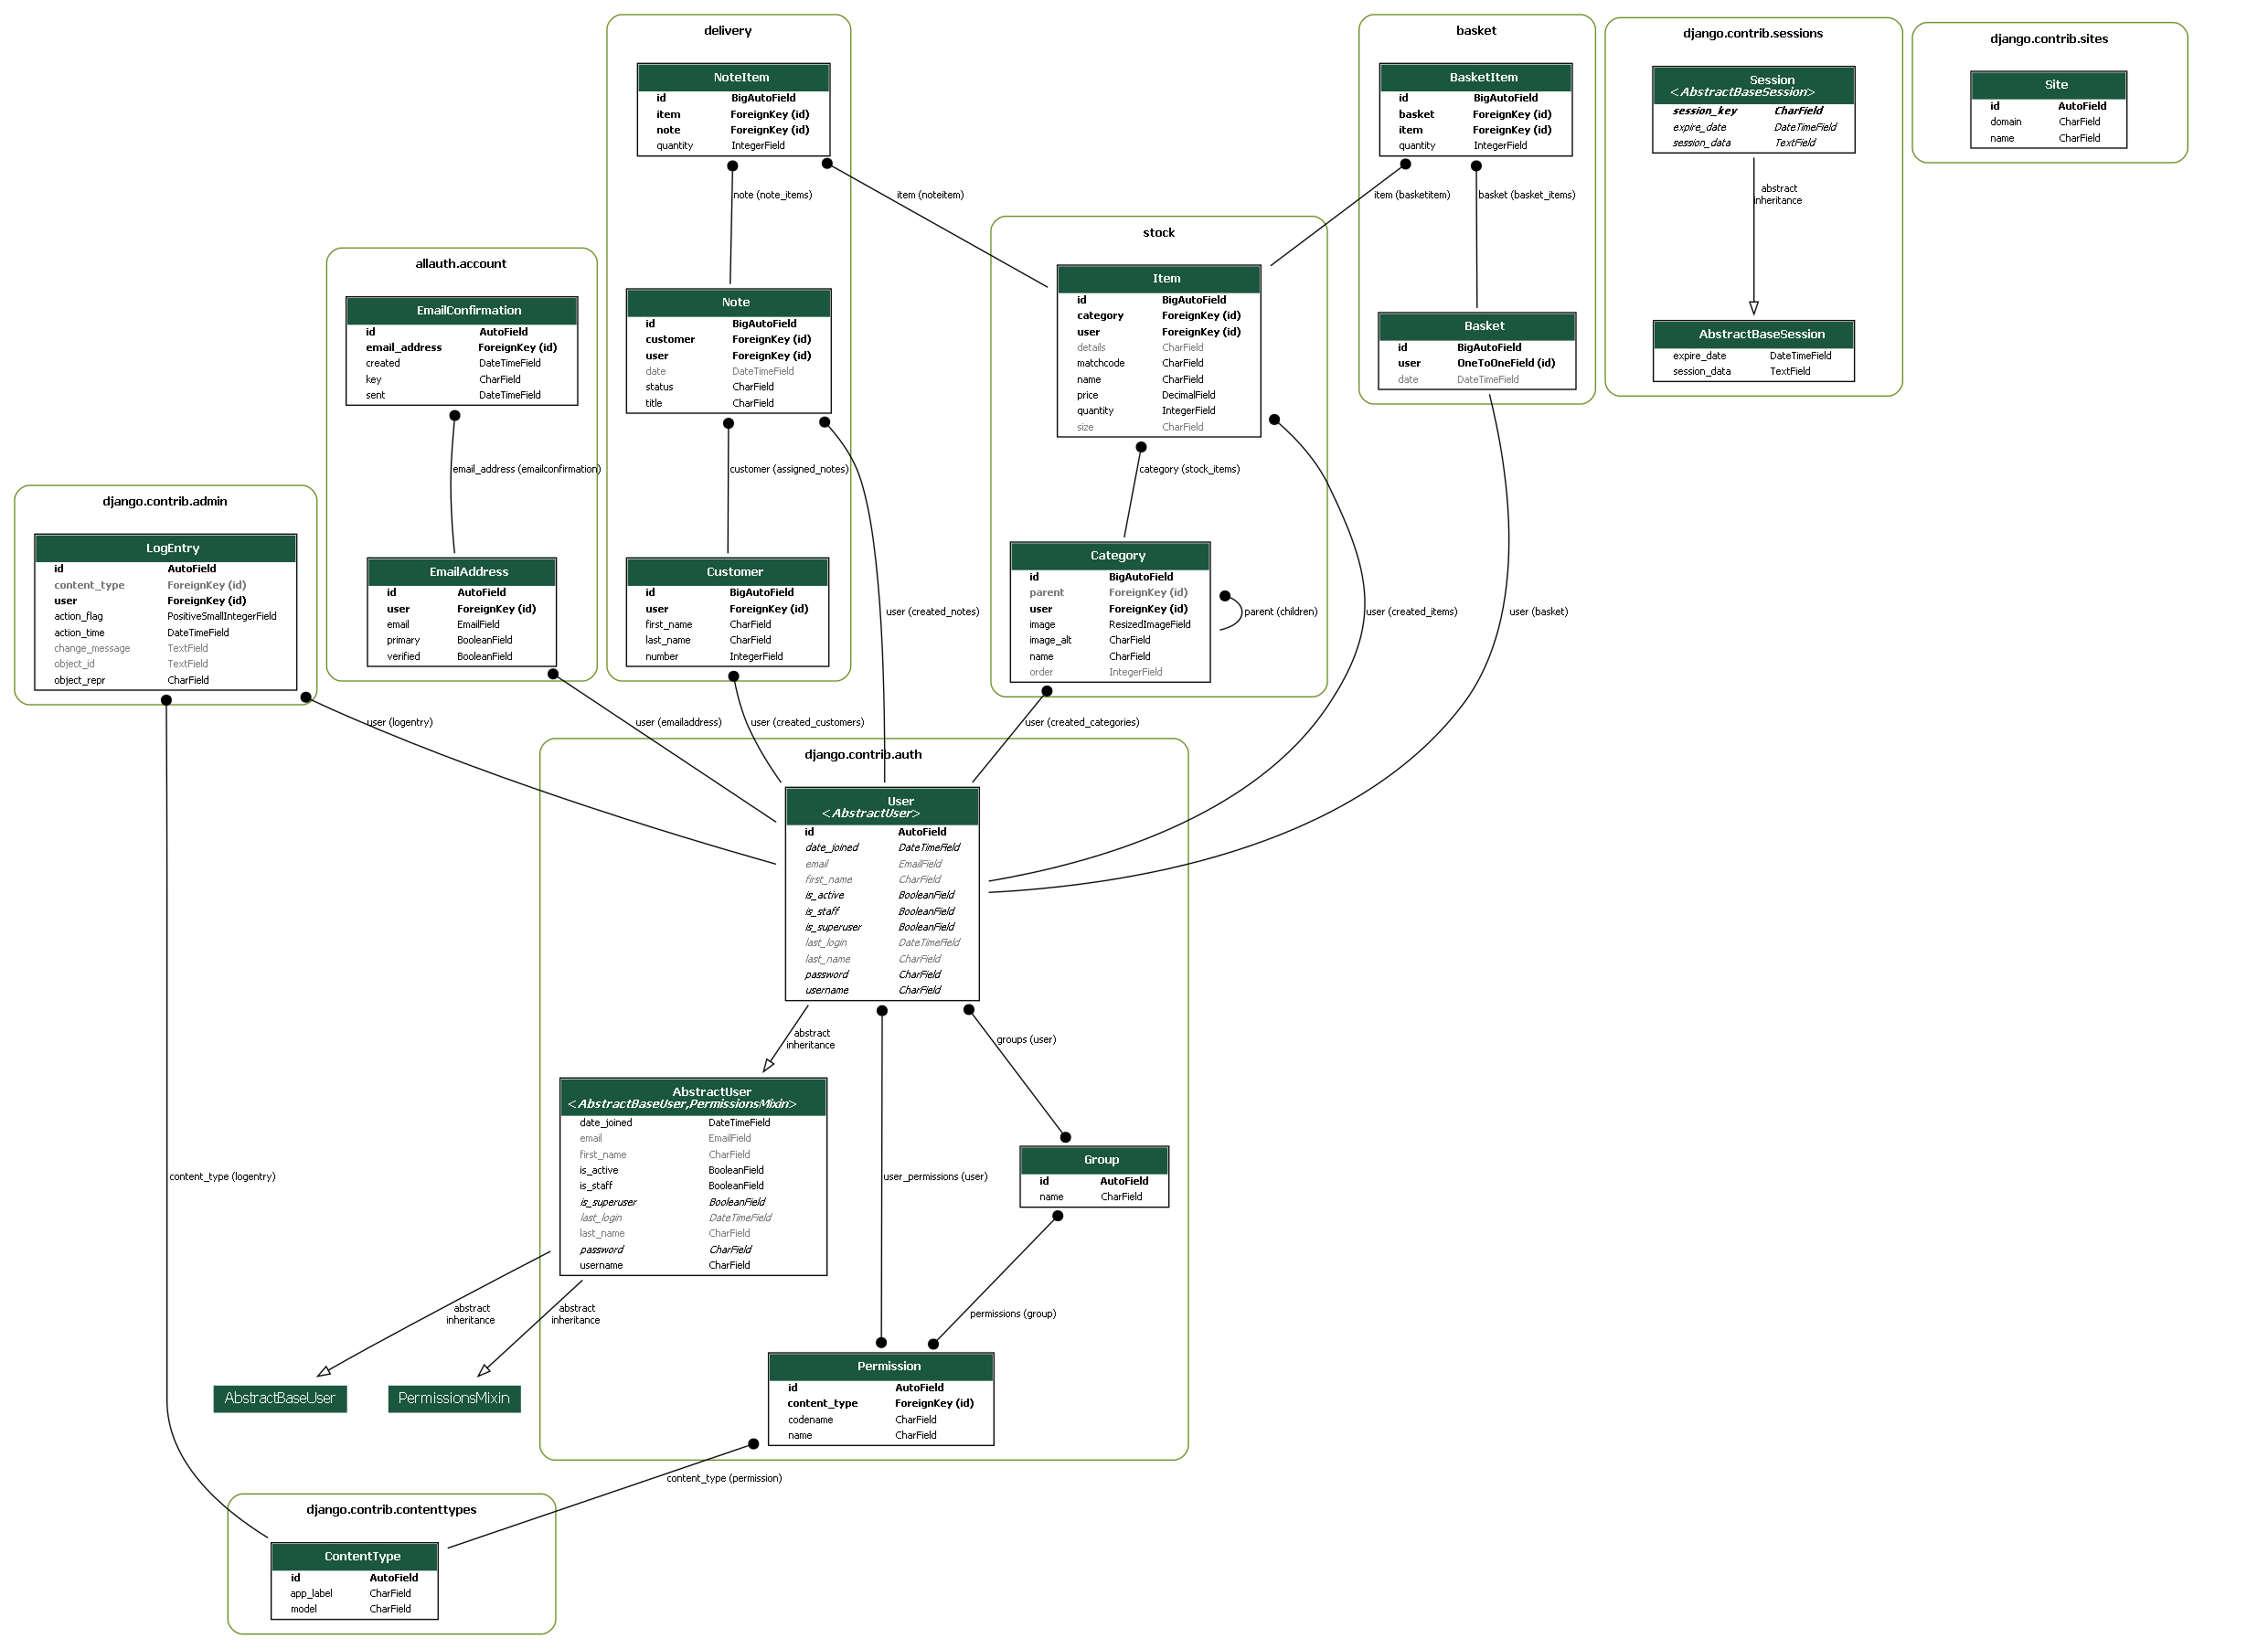 delivery
NoteItem
id BigAutoField
item ForeignKey (id)
note ForeignKey (id)
quantity IntegerField
note (note_items)
item (noteitem)
Note
id BigAutoField
customer ForeignKey (id)
user ForeignKey (id)
date DateTimeField
status CharField
title CharField
customer (assigned_notes)
user (created_notes)
Customer
id BigAutoField
user ForeignKey (id)
first_name CharField
last_name CharField
number IntegerField
user (created_customers)
basket
BasketItem
id BigAutoField
basket ForeignKey (id)
item ForeignKey (id)
quantity IntegerField
item (basketitem)
basket (basket_items)
Basket
id BigAutoField
user OneToOneField (id)
date DateTimeField
user (basket)
django.contrib.sessions
Session
<AbstractBaseSession>
session_key CharField
expire_date DateTimeField
session_data TextField
abstract
inheritance
AbstractBaseSession
expire_date DateTimeField
session_data TextField
django.contrib.sites
Site
id AutoField
domain CharField
name CharField
stock
Item
id BigAutoField
category ForeignKey (id)
user ForeignKey (id)
details CharField
matchcode CharField
name CharField
price DecimalField
quantity IntegerField
size CharField
category (stock_items)
user (created_items)
Category
id BigAutoField
parent ForeignKey (id)
user ForeignKey (id)
image ResizedImageField
image_alt CharField
name CharField
order IntegerField
parent (children)
user (created_categories)
allauth.account
EmailConfirmation
id AutoField
email_address ForeignKey (id)
created DateTimeField
key CharField
sent DateTimeField
email_address (emailconfirmation)
EmailAddress
id AutoField
user ForeignKey (id)
email EmailField
primary BooleanField
verified BooleanField
user (emailaddress)
django.contrib.admin
LogEntry
id AutoField
content_type ForeignKey (id)
user ForeignKey (id)
action_flag PositiveSmallIntegerField
action_time DateTimeField
change_message TextField
object_id TextField
object_repr CharField
user (logentry)
content_type (logentry)
django.contrib.auth
User
<AbstractUser>
id AutoField
date_joined DateTimeField
email EmailField
first_name CharField
is_active BooleanField
is_staff BooleanField
is_superuser BooleanField
last_login DateTimeField
last_name CharField
password CharField
username CharField
abstract
inheritance
groups (user)
user_permissions (user)
AbstractUser
<AbstractBaseUser,PermissionsMixin>
date_joined DateTimeField
email EmailField
first_name CharField
is_active BooleanField
is_staff BooleanField
is_superuser BooleanField
last_login DateTimeField
last_name CharField
password CharField
username CharField
Group
id AutoField
name CharField
permissions (group)
abstract
inheritance
abstract
inheritance
AbstractBaseUser
PermissionsMixin
Permission
id AutoField
content_type ForeignKey (id)
codename CharField
name CharField
content_type (permission)
django.contrib.contenttypes
ContentType
id AutoField
app_label CharField
model CharField